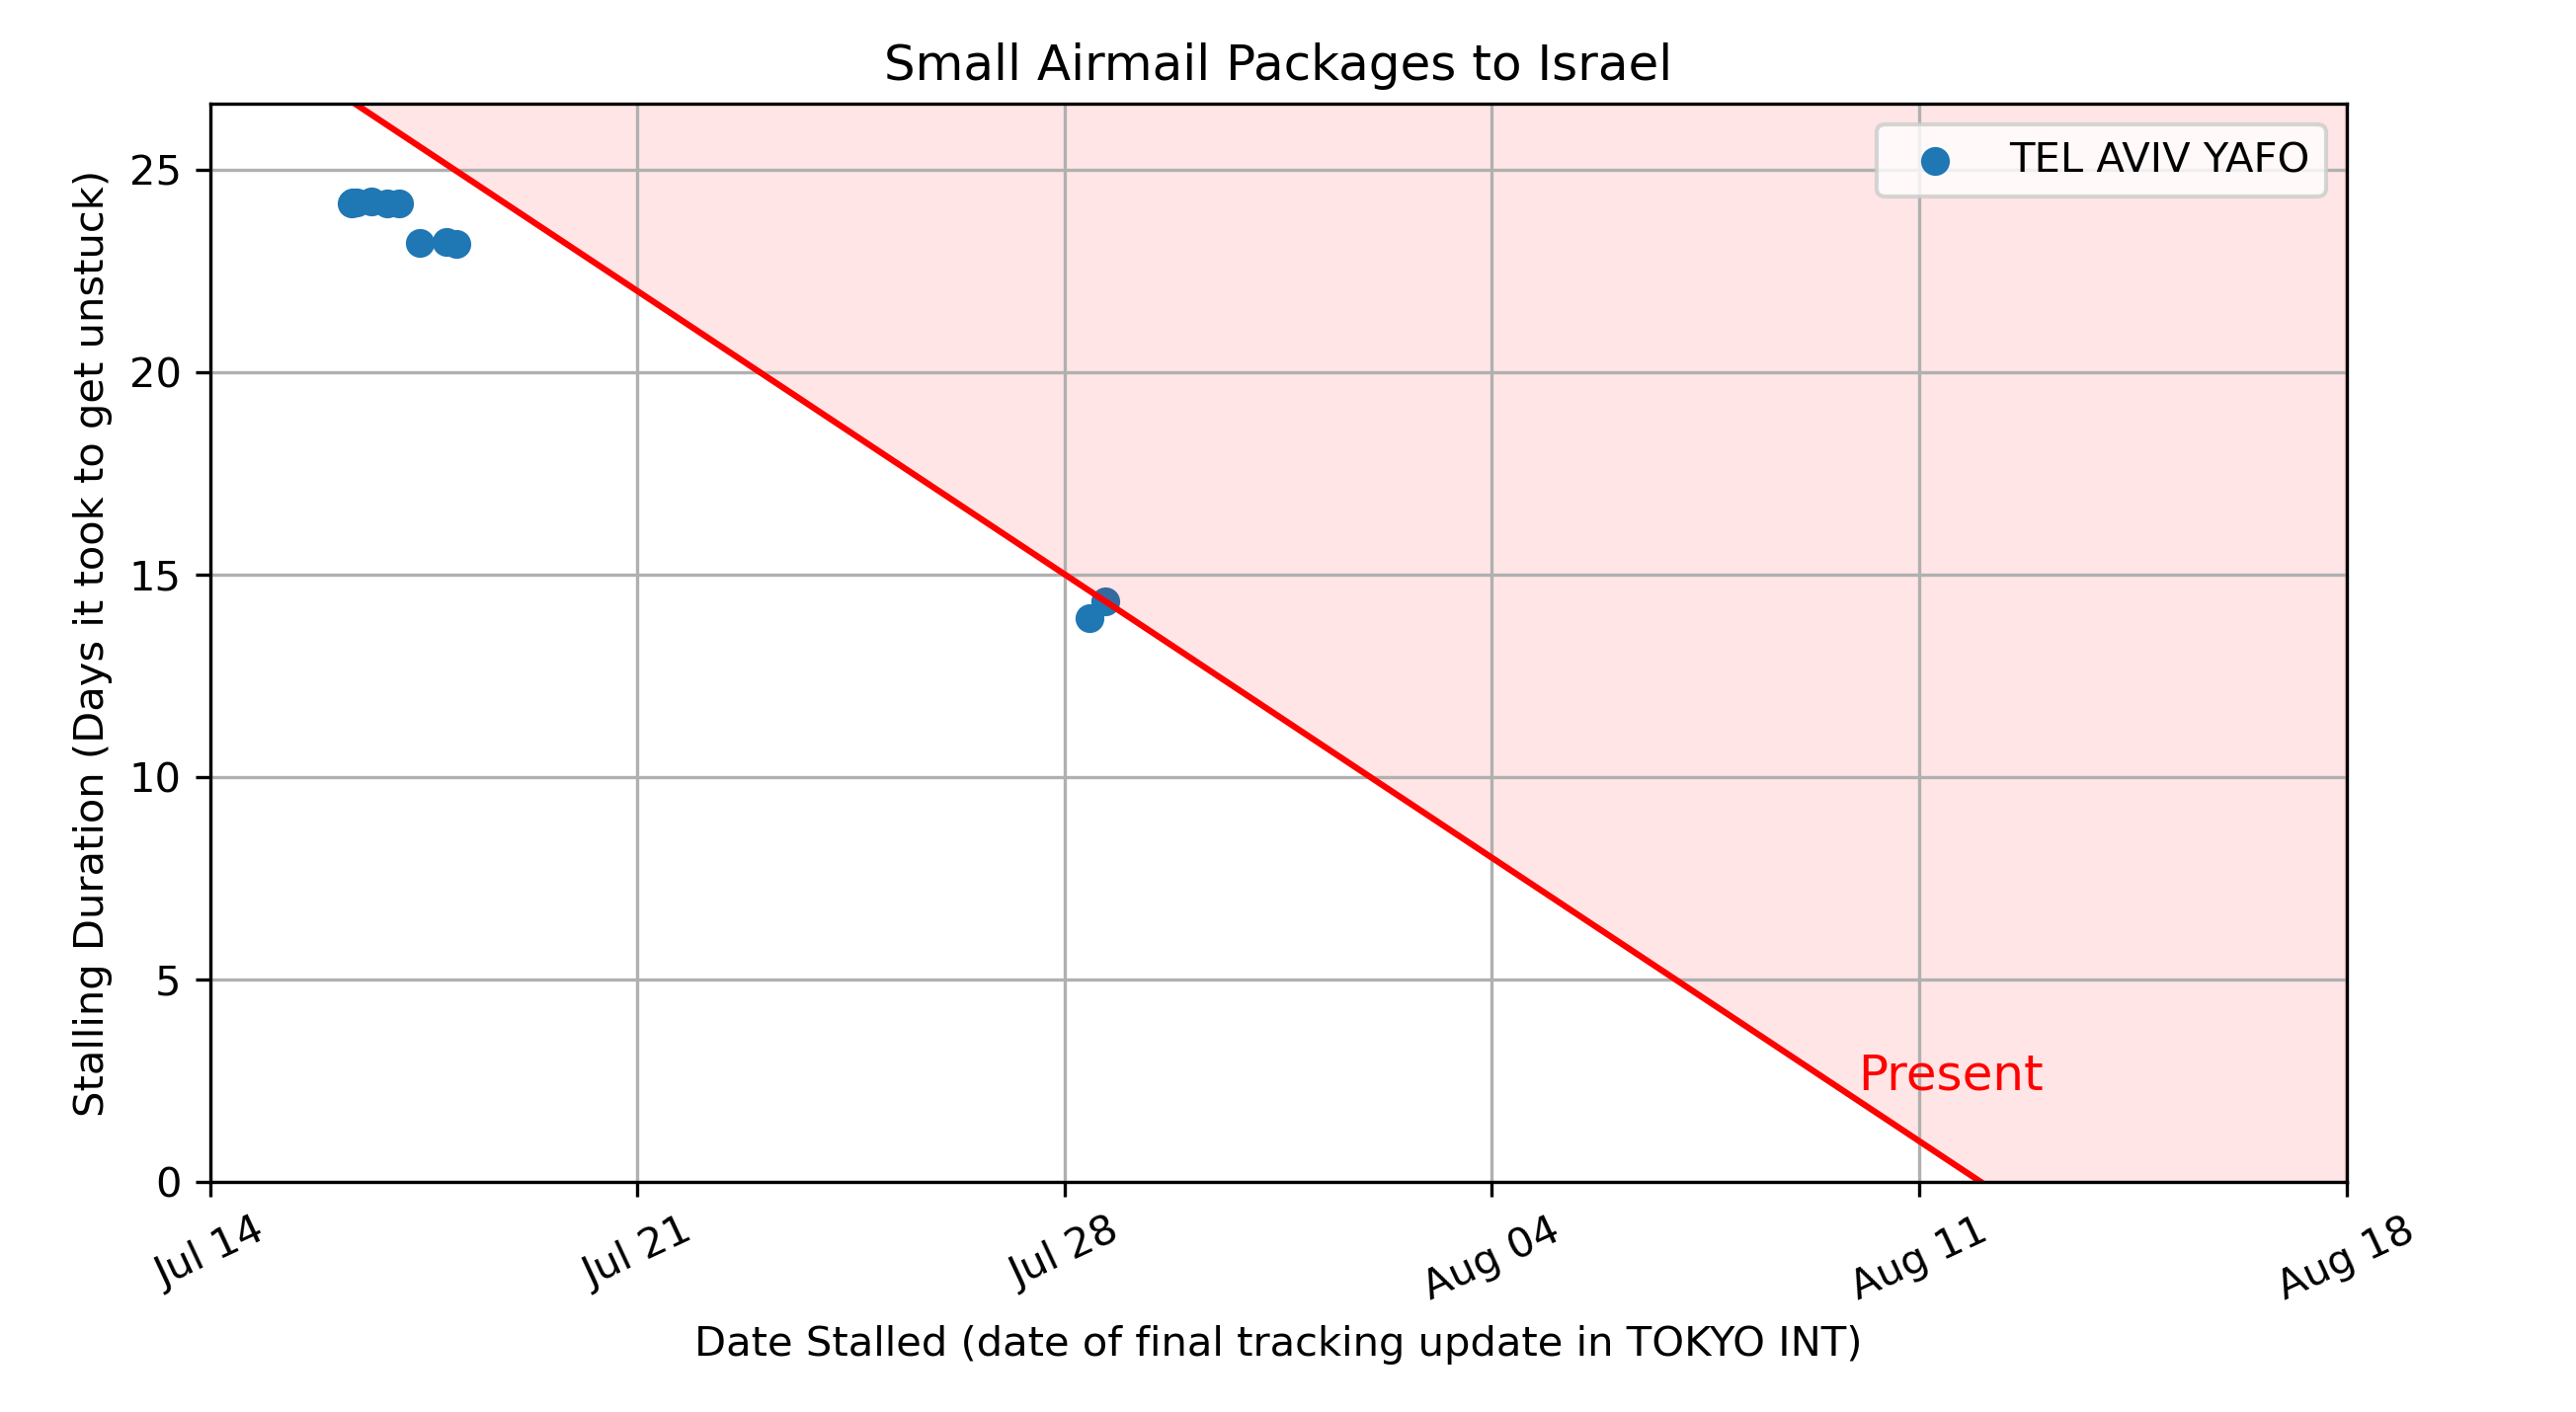 Small Airmail Packages to Israel
TEL AVIV YAFO
Stalling Duration (Days it took to get unstuck)
25
20
15
10
5
0
Present
Jul 14
Jul 21
Jul 28
Aug 04
Aug 11
Aug 18
Date Stalled (date of final tracking update in TOKYO INT)